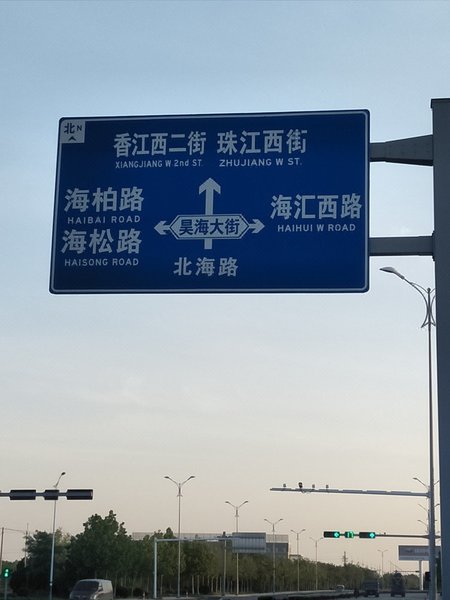 北 N
香江西二街 珠江西街
XIANGJIANG W 2nd ST. ZHUJIANG W ST.
海柏路
HAIBAI ROAD
海汇西路
HAIHUI W ROAD
昊海大街
海松路
HAISONG ROAD
北海路